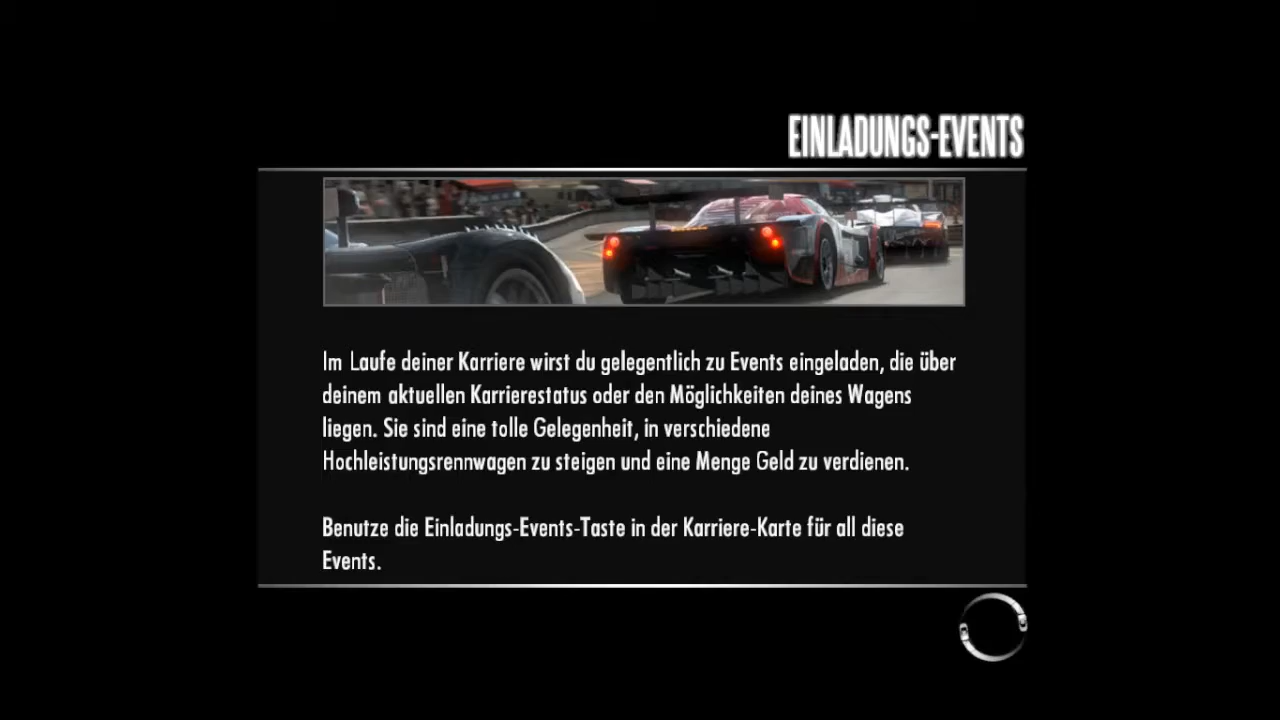 EINLADUNGS-EVENTS
Im Laufe deiner Karriere wirst du gelegentlich zu Events eingeladen, die über
deinem aktuellen Karrierestatus oder den Möglichkeiten deines Wagens
liegen. Sie sind eine tolle Gelegenheit, in verschiedene
Hochleistungsrennwagen zu steigen und eine Menge Geld zu verdienen.
Benutze die Einladungs-Events-Taste in der Karriere-Karte für all diese
Events.